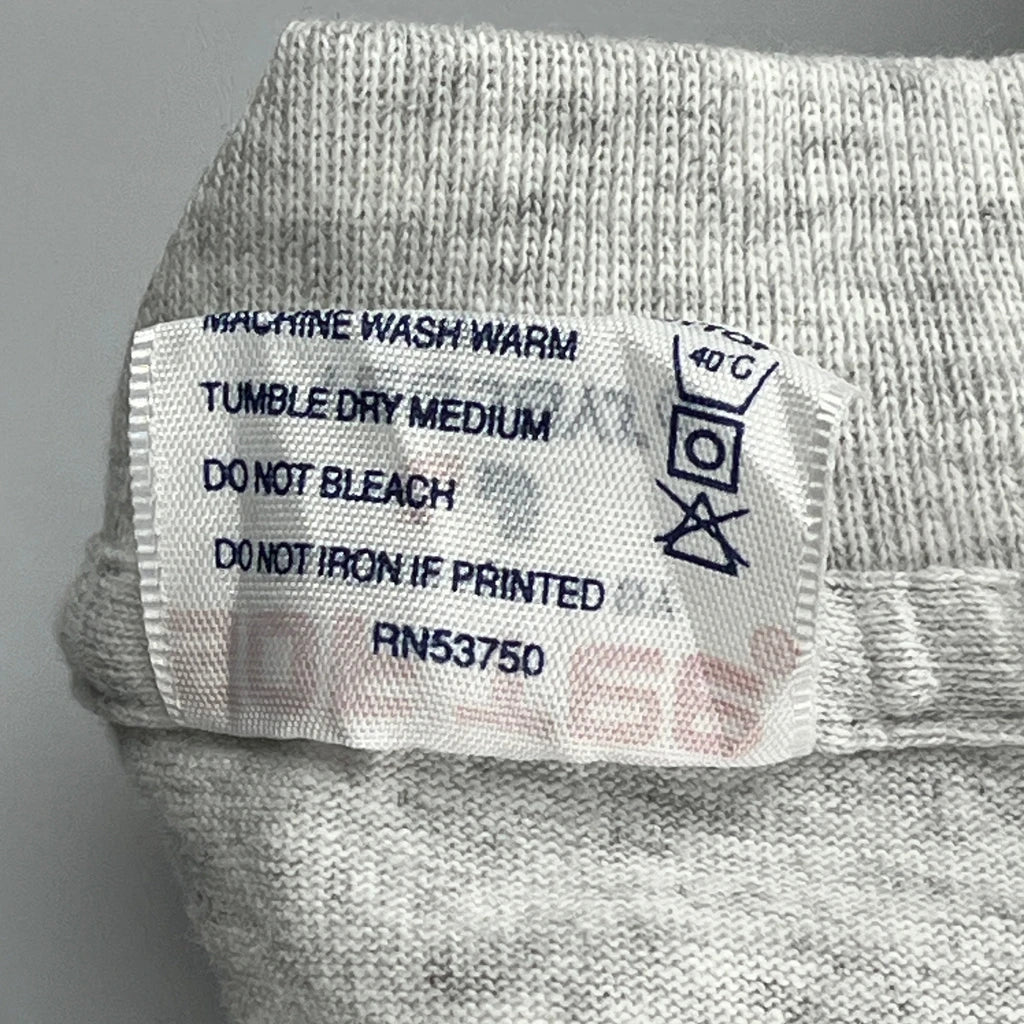 MACHINE WASH WARM
40°C
TUMBLE DRY MEDIUM
DO NOT BLEACH
DO NOT IRON IF PRINTED
RN53750